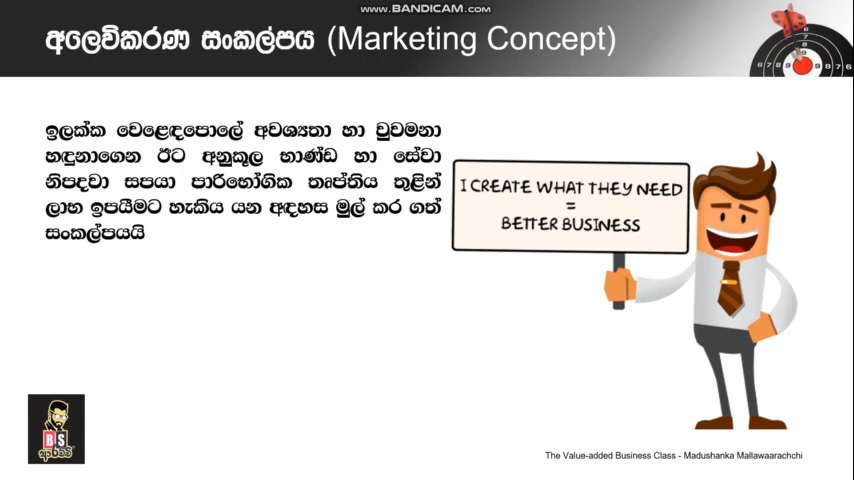 WWW.BANDICAM.COM
අලෙවිකරණ සංකල්පය (Marketing Concept)
ඉලක්ක වෙළෙඳපොලේ අවශ්‍යතා හා වුවමනා
හඳුනාගෙන ඊට අනුකූල භාණ්ඩ හා සේවා
නිපදවා සපයා පාරිභෝගික තෘප්තිය තුළින්
ලාභ ඉපයීමට හැකිය යන අඳහස මුල් කර ගත්
සංකල්පයයි
I CREATE WHAT THEY NEED
=
BETTER BUSINESS
BS
The Value-added Business Class - Madushanka Mallawaarachchi